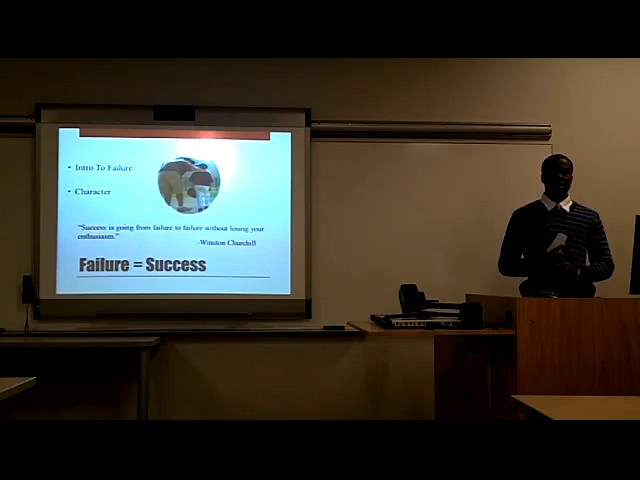 • Intro To Failure
• Character
"Success is going from failure to failure without losing your
enthusiasm."
-Winston Churchill
Failure = Success